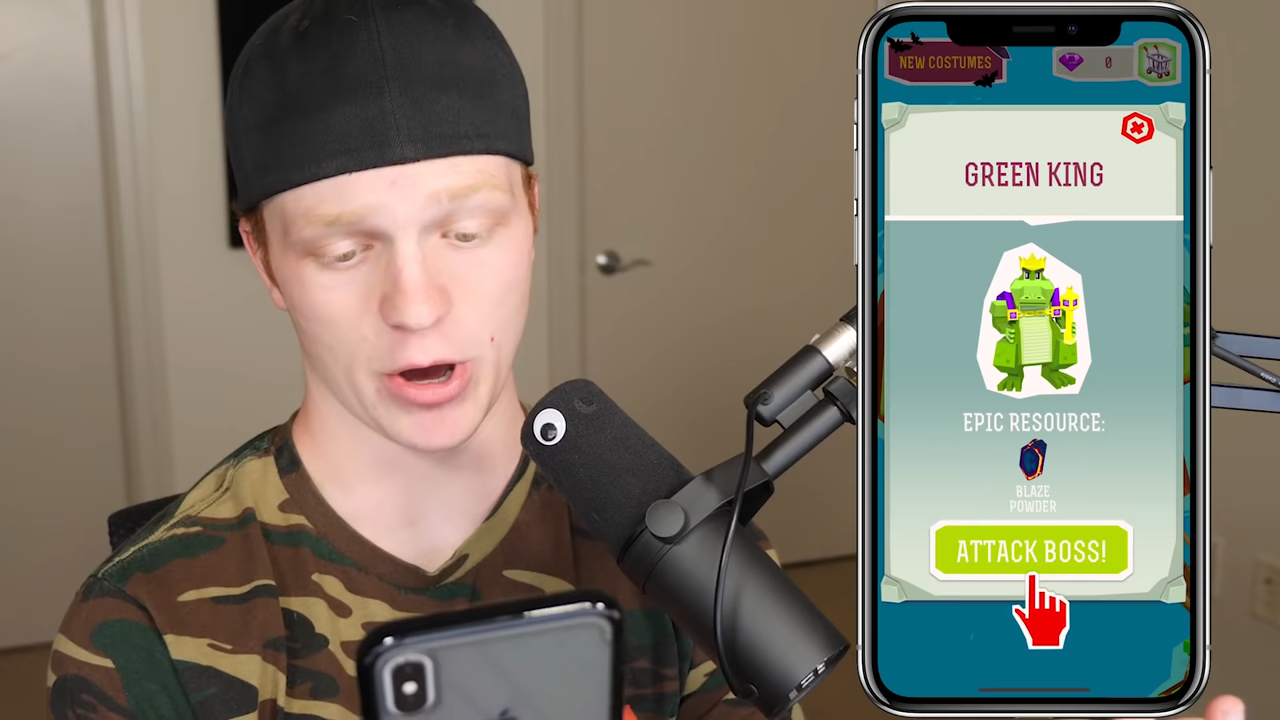 NEW COSTUMES
0
GREEN KING
EPIC RESOURCE:
BLAZE
POWDER
ATTACK BOSS!